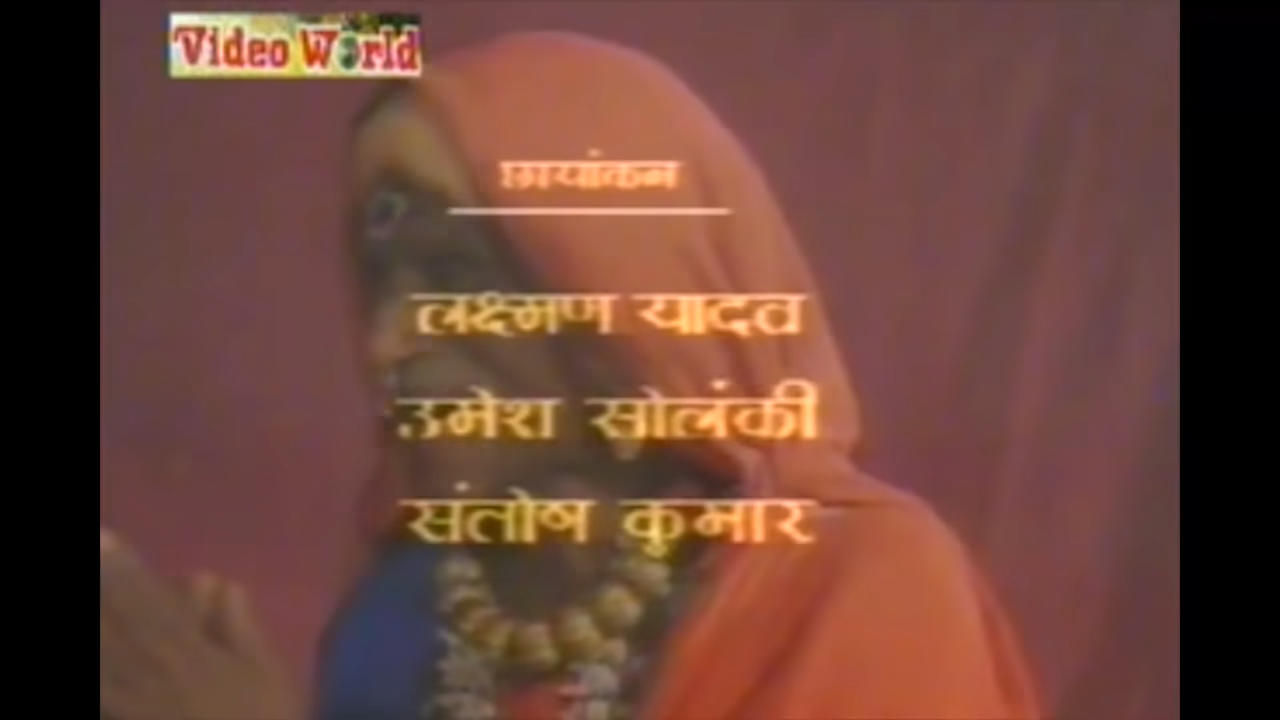 Video World
छायांकन
लक्ष्मण यादव
उमेश सोलंकी
संतोष कुमार